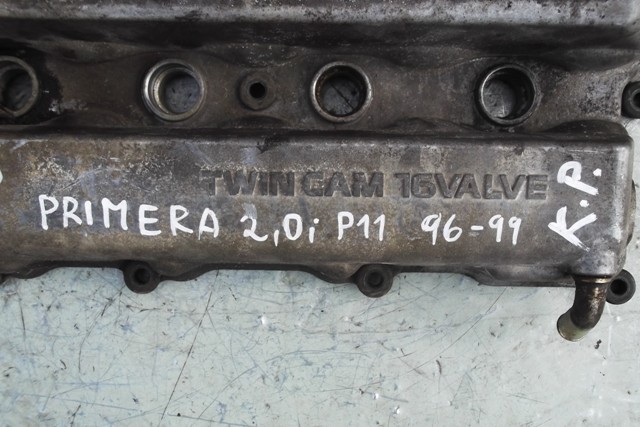 TWIN CAM 16VALVE
PRIMERA 2,0i P11 96-99
K.P.